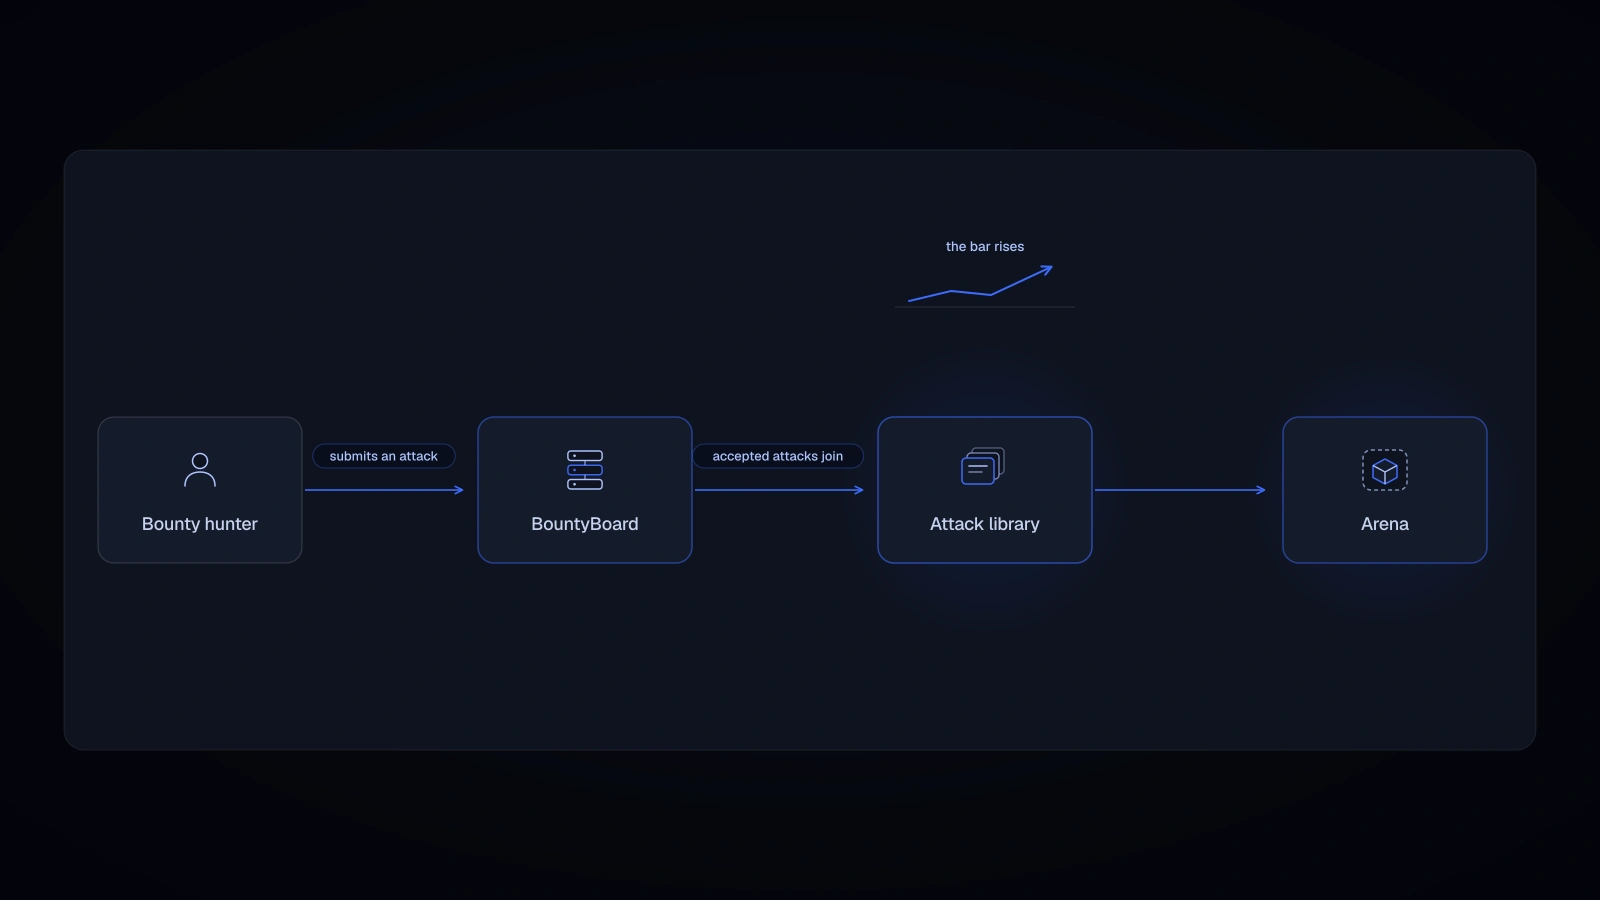 the bar rises
submits an attack
accepted attacks join
Bounty hunter
BountyBoard
Attack library
Arena